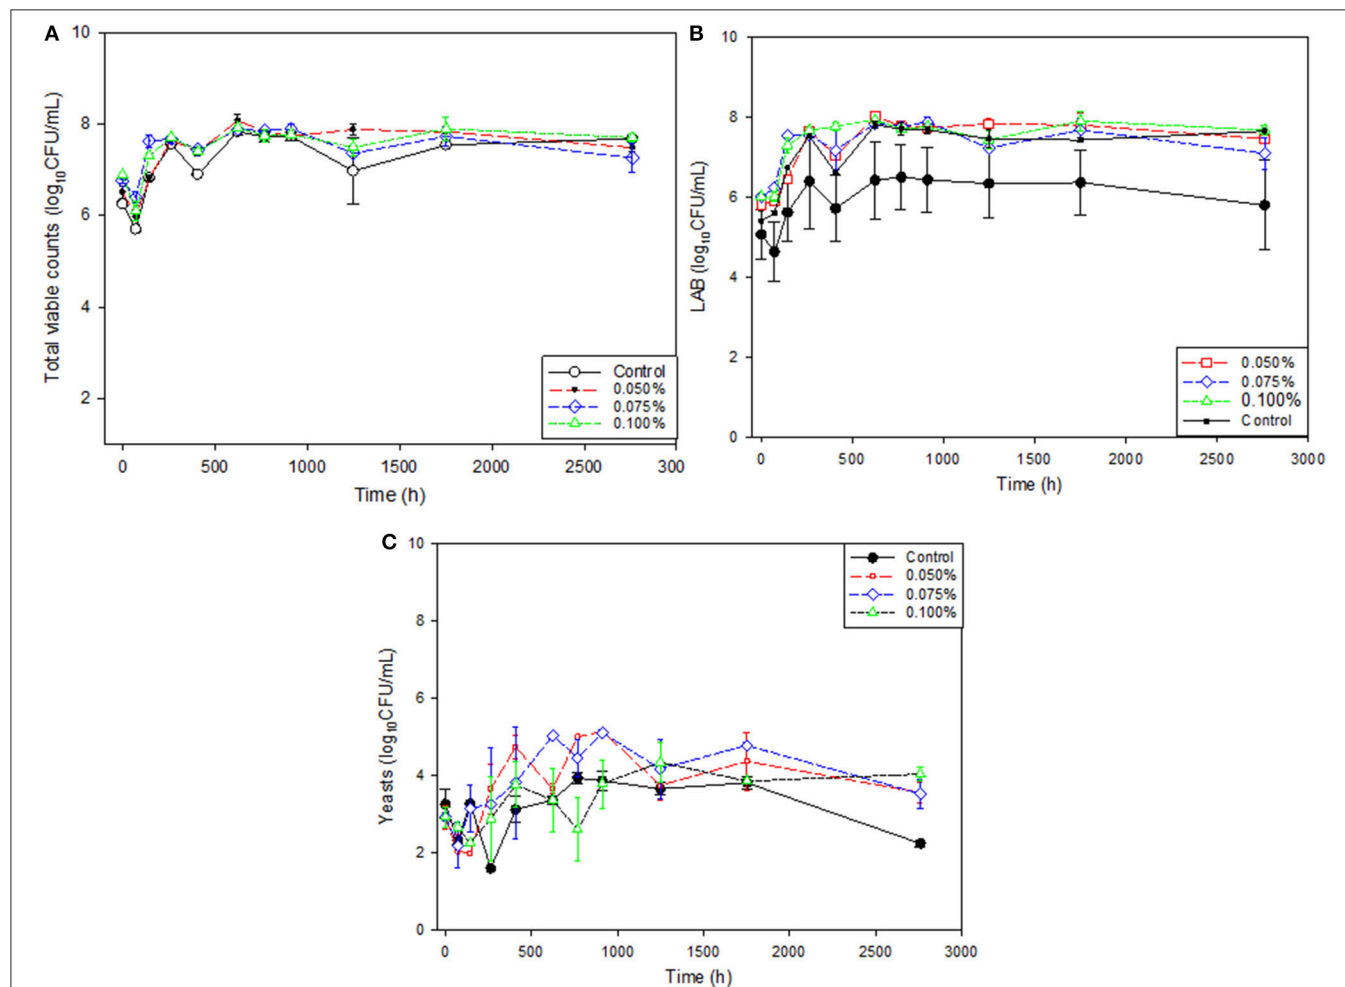 A
Total viable counts (log10CFU/mL)
10
8
6
4
2
0 500 1000 1500 2000 2500 300
Time (h)
Control
0.050%
0.075%
0.100%
B
LAB (log10CFU/mL)
10
8
6
4
2
0
0 500 1000 1500 2000 2500 3000
Time (h)
0.050%
0.075%
0.100%
Control
C
Yeasts (log10CFU/mL)
10
8
6
4
2
0
0 500 1000 1500 2000 2500 3000
Time (h)
Control
0.050%
0.075%
0.100%